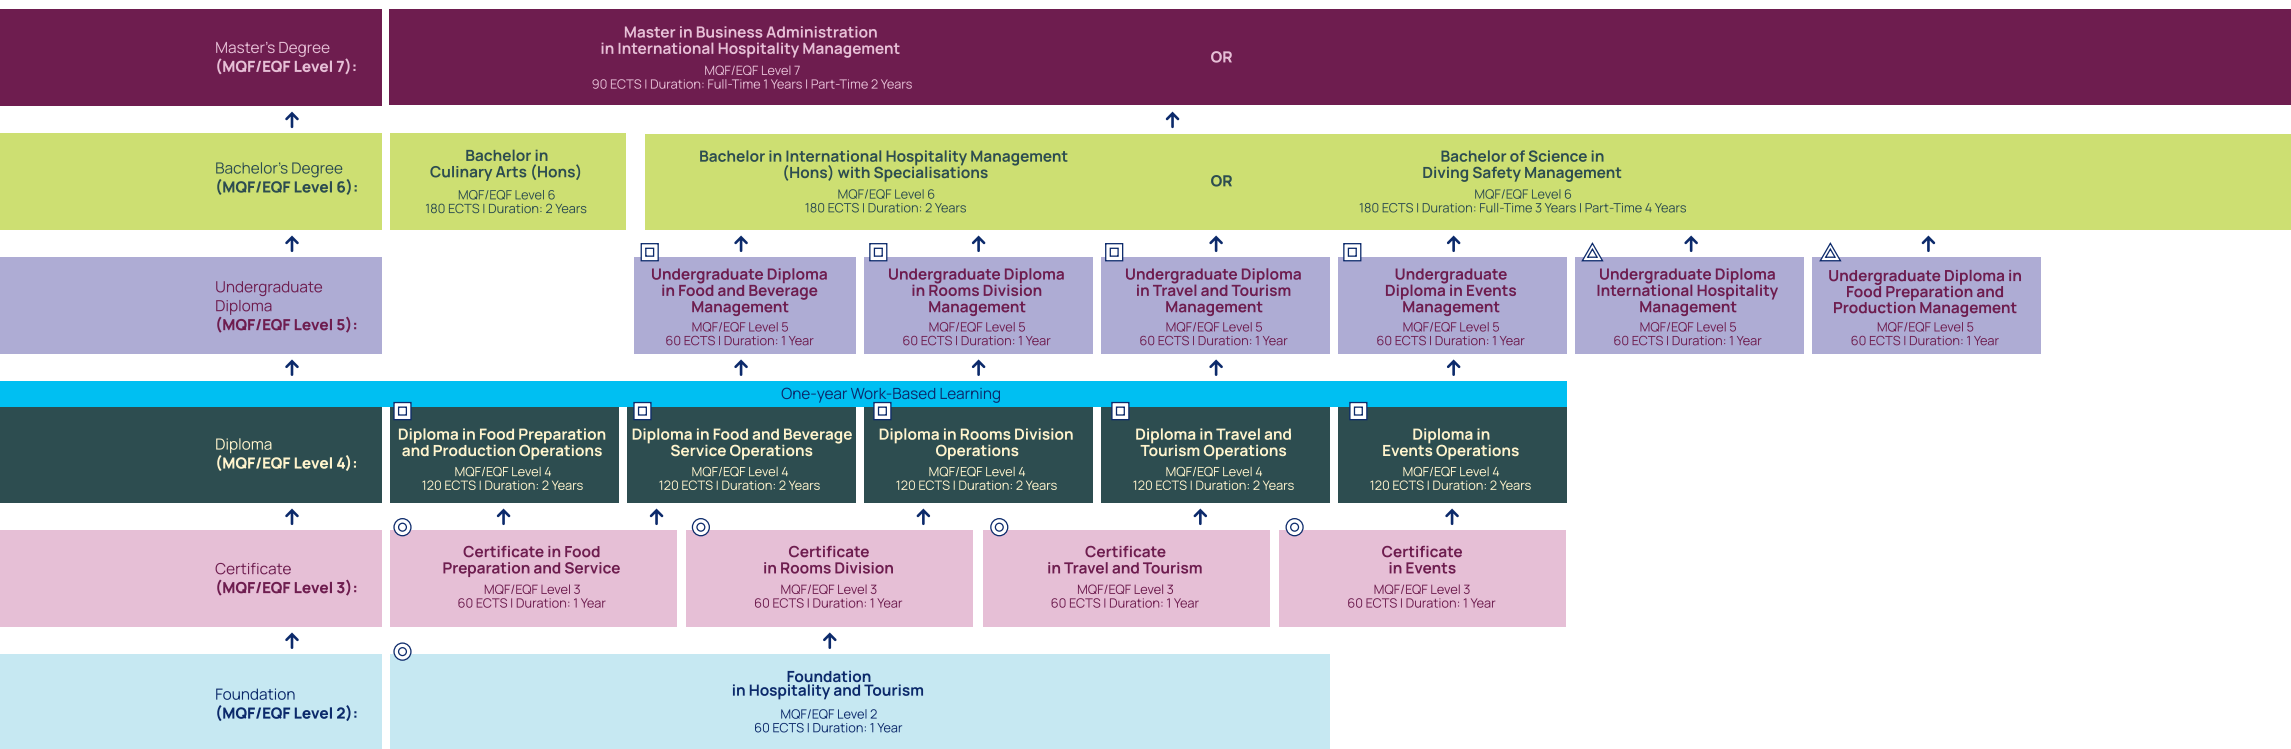 Master's Degree
(MQF/EQF Level 7):
Master in Business Administration
in International Hospitality Management
MQF/EQF Level 7
90 ECTS | Duration: Full-Time 1 Years | Part-Time 2 Years
OR
Bachelor's Degree
(MQF/EQF Level 6):
Bachelor in
Culinary Arts (Hons)
MQF/EQF Level 6
180 ECTS | Duration: 2 Years
Bachelor in International Hospitality Management
(Hons) with Specialisations
MQF/EQF Level 6
180 ECTS | Duration: 2 Years
OR
Bachelor of Science in
Diving Safety Management
MQF/EQF Level 6
180 ECTS | Duration: Full-Time 3 Years | Part-Time 4 Years
Undergraduate
Diploma
(MQF/EQF Level 5):
Undergraduate Diploma
in Food and Beverage
Management
MQF/EQF Level 5
60 ECTS | Duration: 1 Year
Undergraduate Diploma
in Rooms Division
Management
MQF/EQF Level 5
60 ECTS | Duration: 1 Year
Undergraduate Diploma
in Travel and Tourism
Management
MQF/EQF Level 5
60 ECTS | Duration: 1 Year
Undergraduate
Diploma in Events
Management
MQF/EQF Level 5
60 ECTS | Duration: 1 Year
Undergraduate Diploma
International Hospitality
Management
MQF/EQF Level 5
60 ECTS | Duration: 1 Year
Undergraduate Diploma in
Food Preparation and
Production Management
MQF/EQF Level 5
60 ECTS | Duration: 1 Year
One-year Work-Based Learning
Diploma
(MQF/EQF Level 4):
Diploma in Food Preparation
and Production Operations
MQF/EQF Level 4
120 ECTS | Duration: 2 Years
Diploma in Food and Beverage
Service Operations
MQF/EQF Level 4
120 ECTS | Duration: 2 Years
Diploma in Rooms Division
Operations
MQF/EQF Level 4
120 ECTS | Duration: 2 Years
Diploma in Travel and
Tourism Operations
MQF/EQF Level 4
120 ECTS | Duration: 2 Years
Diploma in
Events Operations
MQF/EQF Level 4
120 ECTS | Duration: 2 Years
Certificate
(MQF/EQF Level 3):
Certificate in Food
Preparation and Service
MQF/EQF Level 3
60 ECTS | Duration: 1 Year
Certificate
in Rooms Division
MQF/EQF Level 3
60 ECTS | Duration: 1 Year
Certificate
in Travel and Tourism
MQF/EQF Level 3
60 ECTS | Duration: 1 Year
Certificate
in Events
MQF/EQF Level 3
60 ECTS | Duration: 1 Year
Foundation
(MQF/EQF Level 2):
Foundation
in Hospitality and Tourism
MQF/EQF Level 2
60 ECTS | Duration: 1 Year